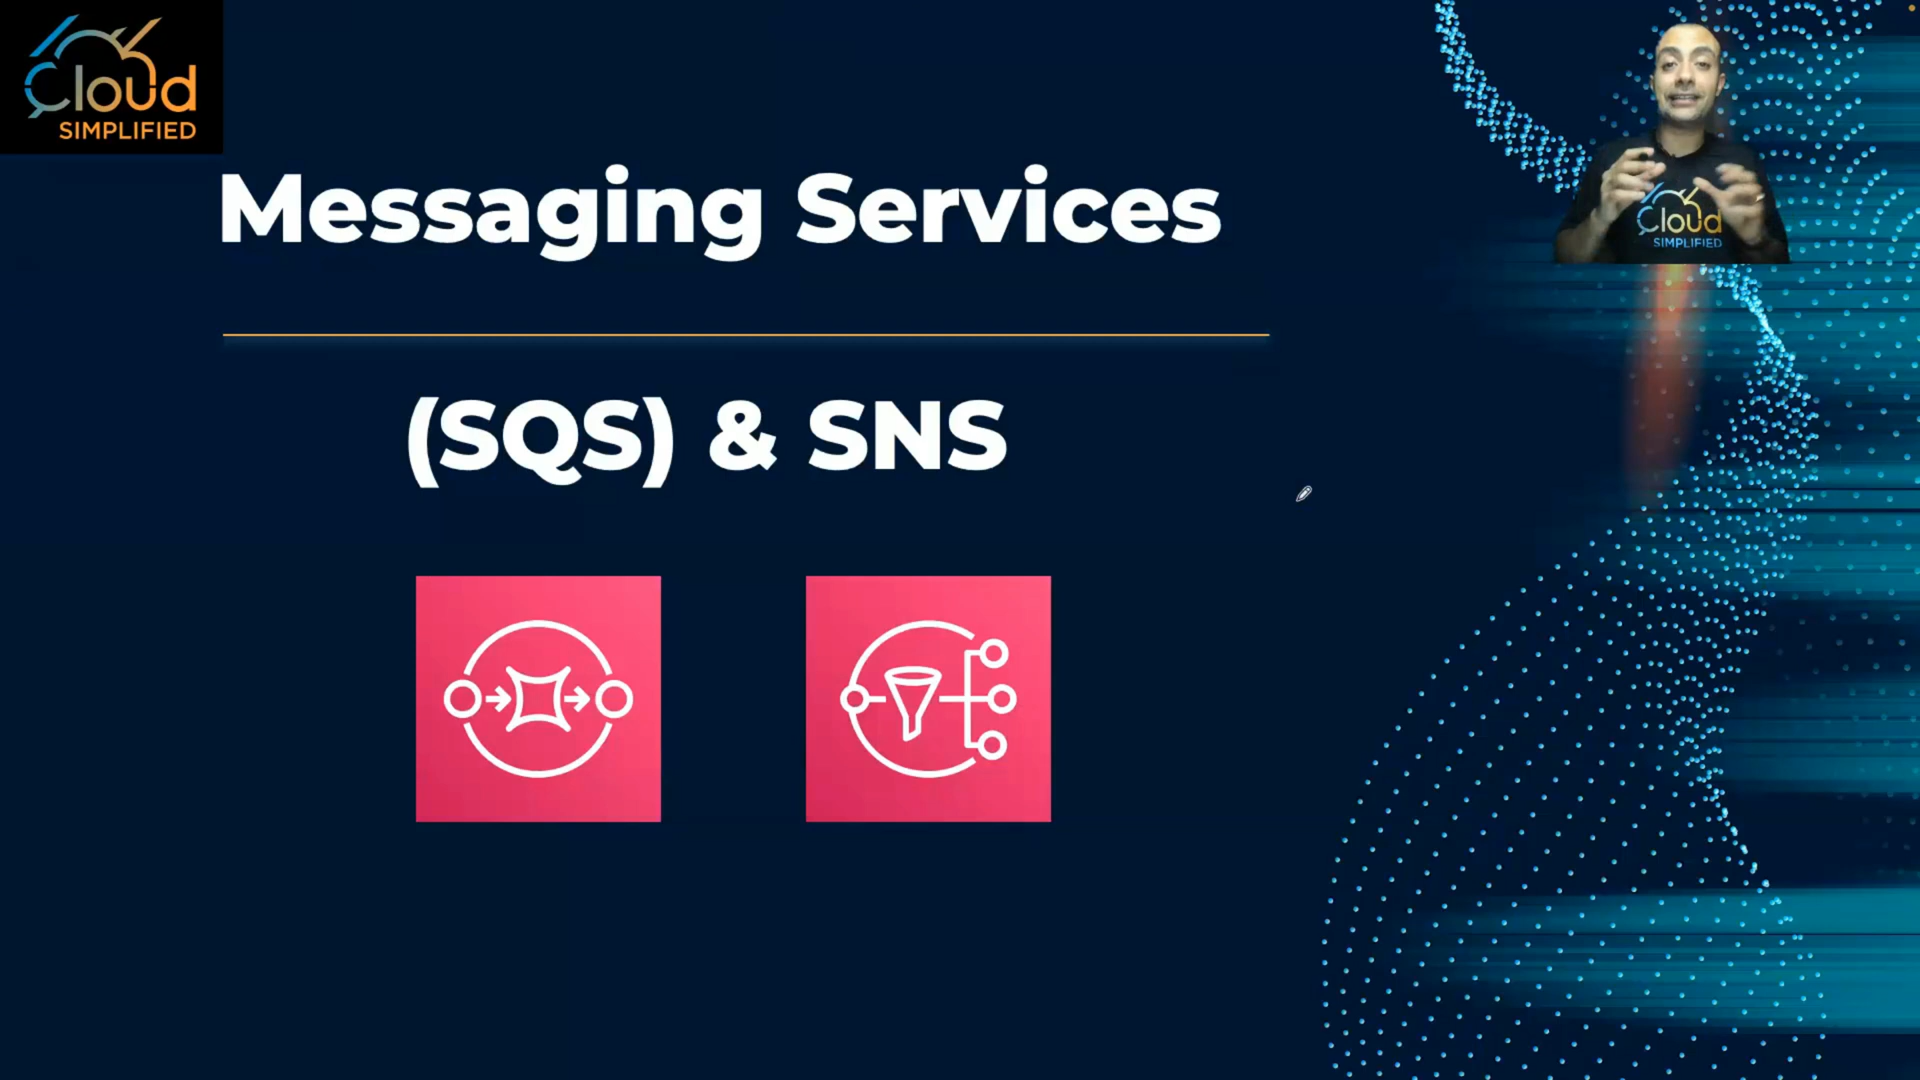 Cloud
SIMPLIFIED
Messaging Services
(SQS) & SNS
Cloud
SIMPLIFIED